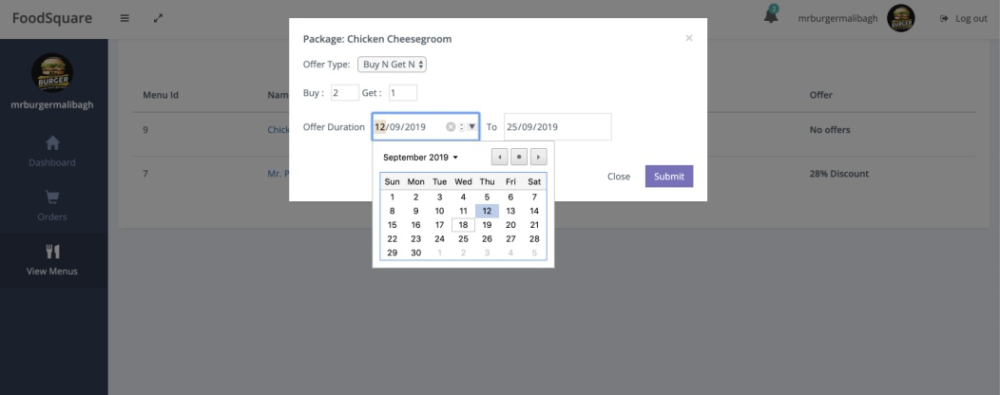 FoodSquare
2
mrburgermalibagh
Log out
BURGER
mrburgermalibagh
Dashboard
Orders
View Menus
Menu Id
Nam
Offer
9
Chick
No offers
7
Mr. P
28% Discount
Package: Chicken Cheesegroom
×
Offer Type: Buy N Get N
Buy : 2 Get : 1
Offer Duration 12/09/2019 To 25/09/2019
September 2019
Sun Mon Tue Wed Thu Fri Sat
1 2 3 4 5 6 7
8 9 10 11 12 13 14
15 16 17 18 19 20 21
22 23 24 25 26 27 28
29 30 1 2 3 4 5
Close Submit